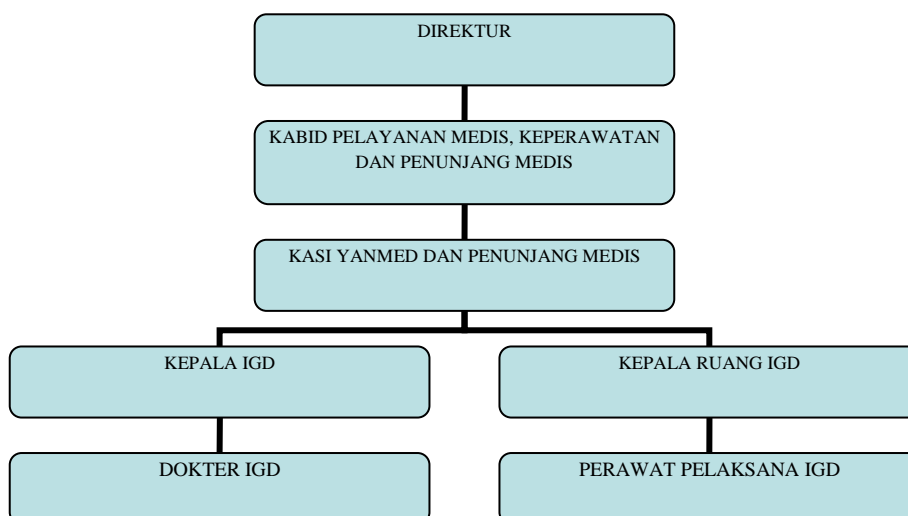 DIREKTUR
KABID PELAYANAN MEDIS, KEPERAWATAN
DAN PENUNJANG MEDIS
KASI YANMED DAN PENUNJANG MEDIS
KEPALA IGD
KEPALA RUANG IGD
DOKTER IGD
PERAWAT PELAKSANA IGD